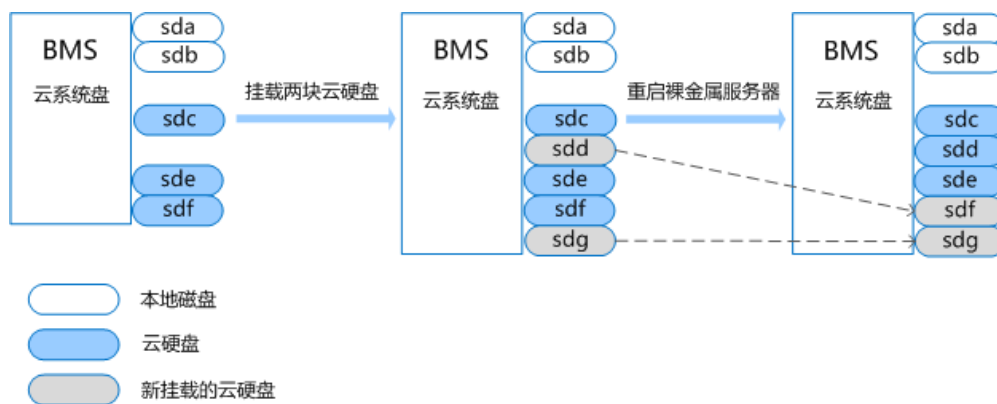 BMS
云系统盘
sda
sdb
sdc
sde
sdf
挂载两块云硬盘
BMS
云系统盘
sda
sdb
sdc
sdd
sde
sdf
sdg
重启裸金属服务器
BMS
云系统盘
sda
sdb
sdc
sdd
sde
sdf
sdg
本地磁盘
云硬盘
新挂载的云硬盘